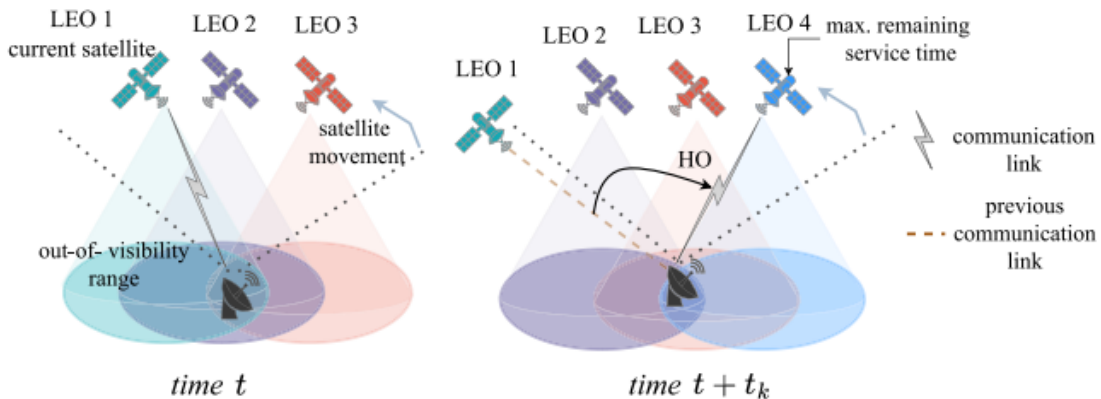 LEO 1
current satellite
LEO 2
LEO 3
satellite
movement
out-of- visibility
range
time t
LEO 1
LEO 2
LEO 3
LEO 4
max. remaining
service time
HO
communication
link
previous
communication
link
time t + t_k